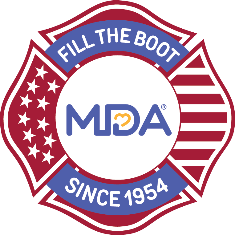 FILL THE BOOT
MDA®
SINCE 1954